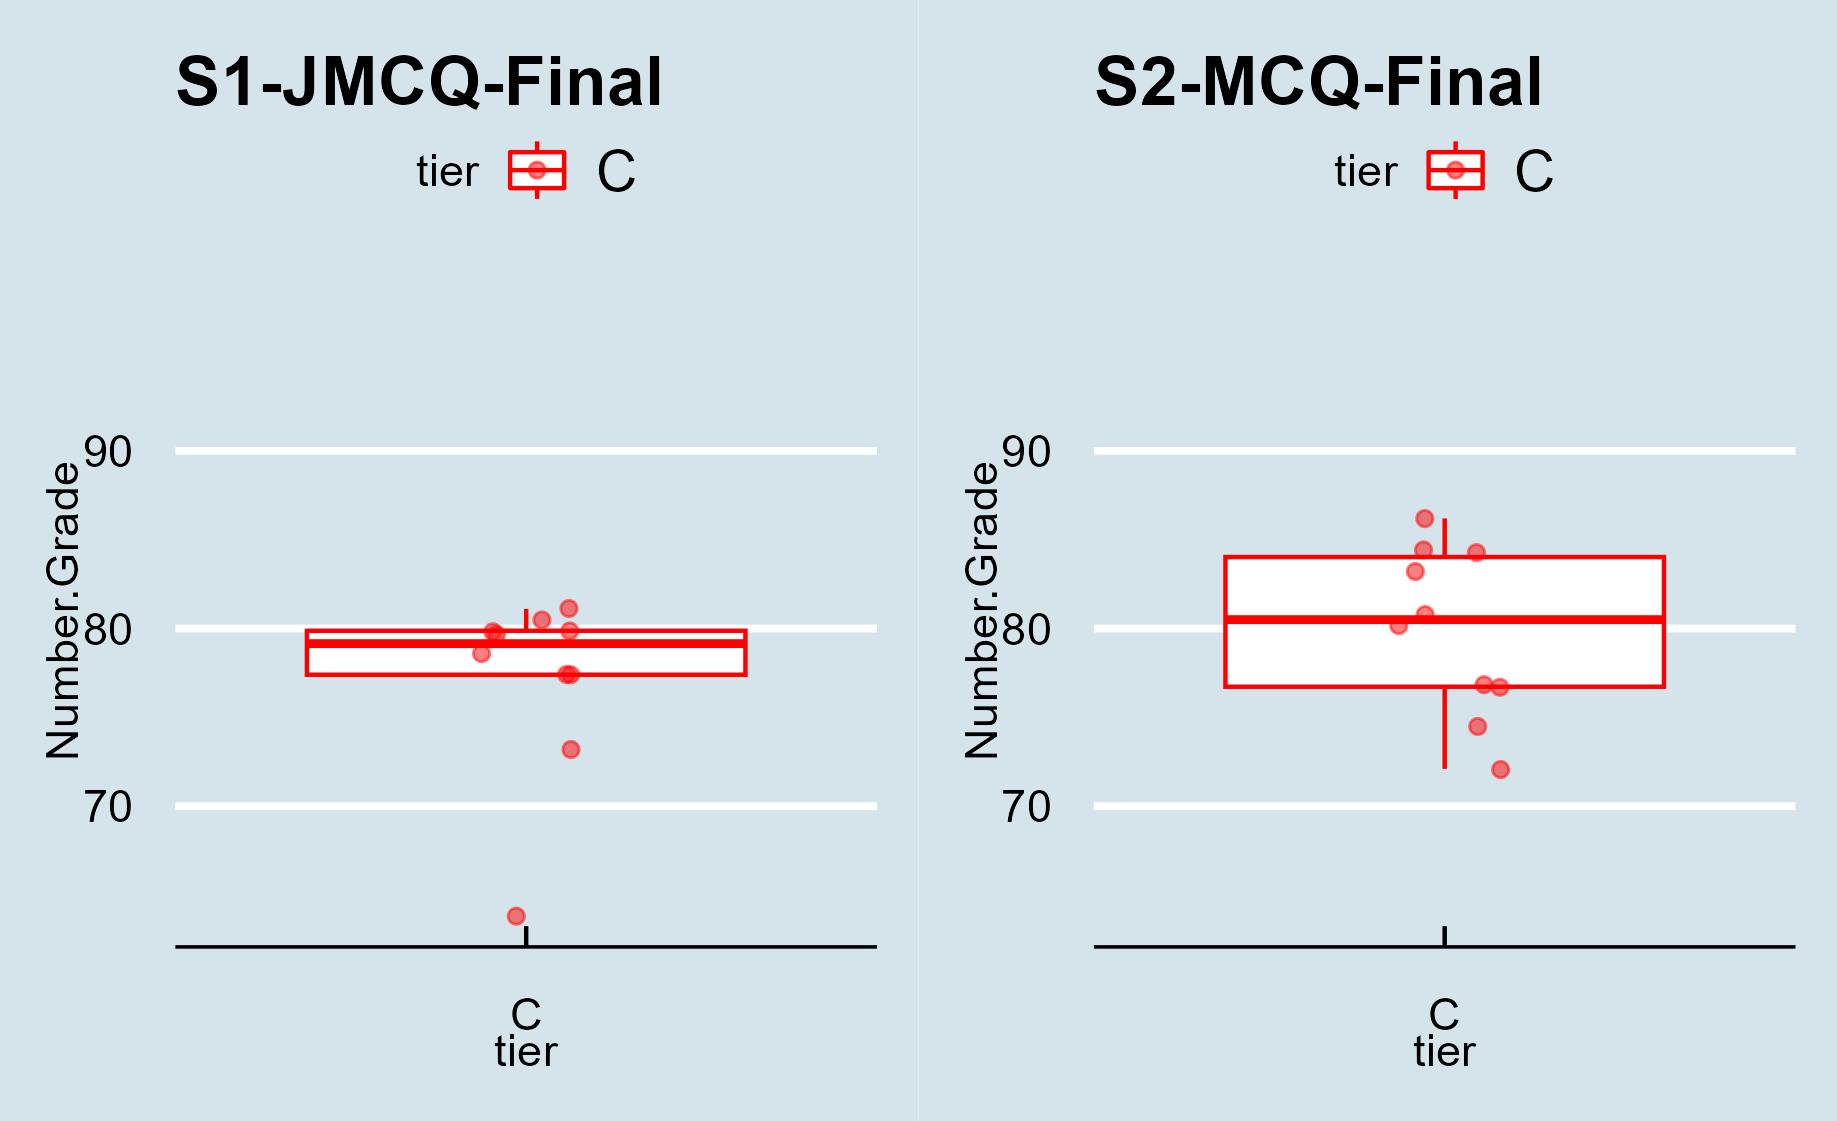 S1-JMCQ-Final
tier C
Number.Grade
90
80
70
C
tier
S2-MCQ-Final
tier C
Number.Grade
90
80
70
C
tier